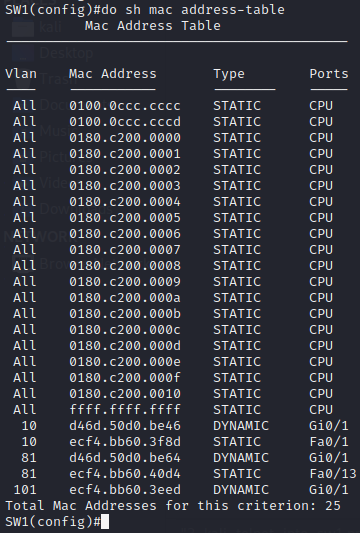 SW1(config)#do sh mac address-table
Mac Address Table
-------------------------------------------
Vlan Mac Address Type Ports
---- ----------- -------- -----
All 0100.0ccc.cccc STATIC CPU
All 0100.0ccc.cccd STATIC CPU
All 0180.c200.0000 STATIC CPU
All 0180.c200.0001 STATIC CPU
All 0180.c200.0002 STATIC CPU
All 0180.c200.0003 STATIC CPU
All 0180.c200.0004 STATIC CPU
All 0180.c200.0005 STATIC CPU
All 0180.c200.0006 STATIC CPU
All 0180.c200.0007 STATIC CPU
All 0180.c200.0008 STATIC CPU
All 0180.c200.0009 STATIC CPU
All 0180.c200.000a STATIC CPU
All 0180.c200.000b STATIC CPU
All 0180.c200.000c STATIC CPU
All 0180.c200.000d STATIC CPU
All 0180.c200.000e STATIC CPU
All 0180.c200.000f STATIC CPU
All 0180.c200.0010 STATIC CPU
All ffff.ffff.ffff STATIC CPU
10 d46d.50d0.be46 DYNAMIC Gi0/1
10 ecf4.bb60.3f8d STATIC Fa0/1
81 d46d.50d0.be64 DYNAMIC Gi0/1
81 ecf4.bb60.40d4 STATIC Fa0/13
101 ecf4.bb60.3eed DYNAMIC Gi0/1
Total Mac Addresses for this criterion: 25
SW1(config)#